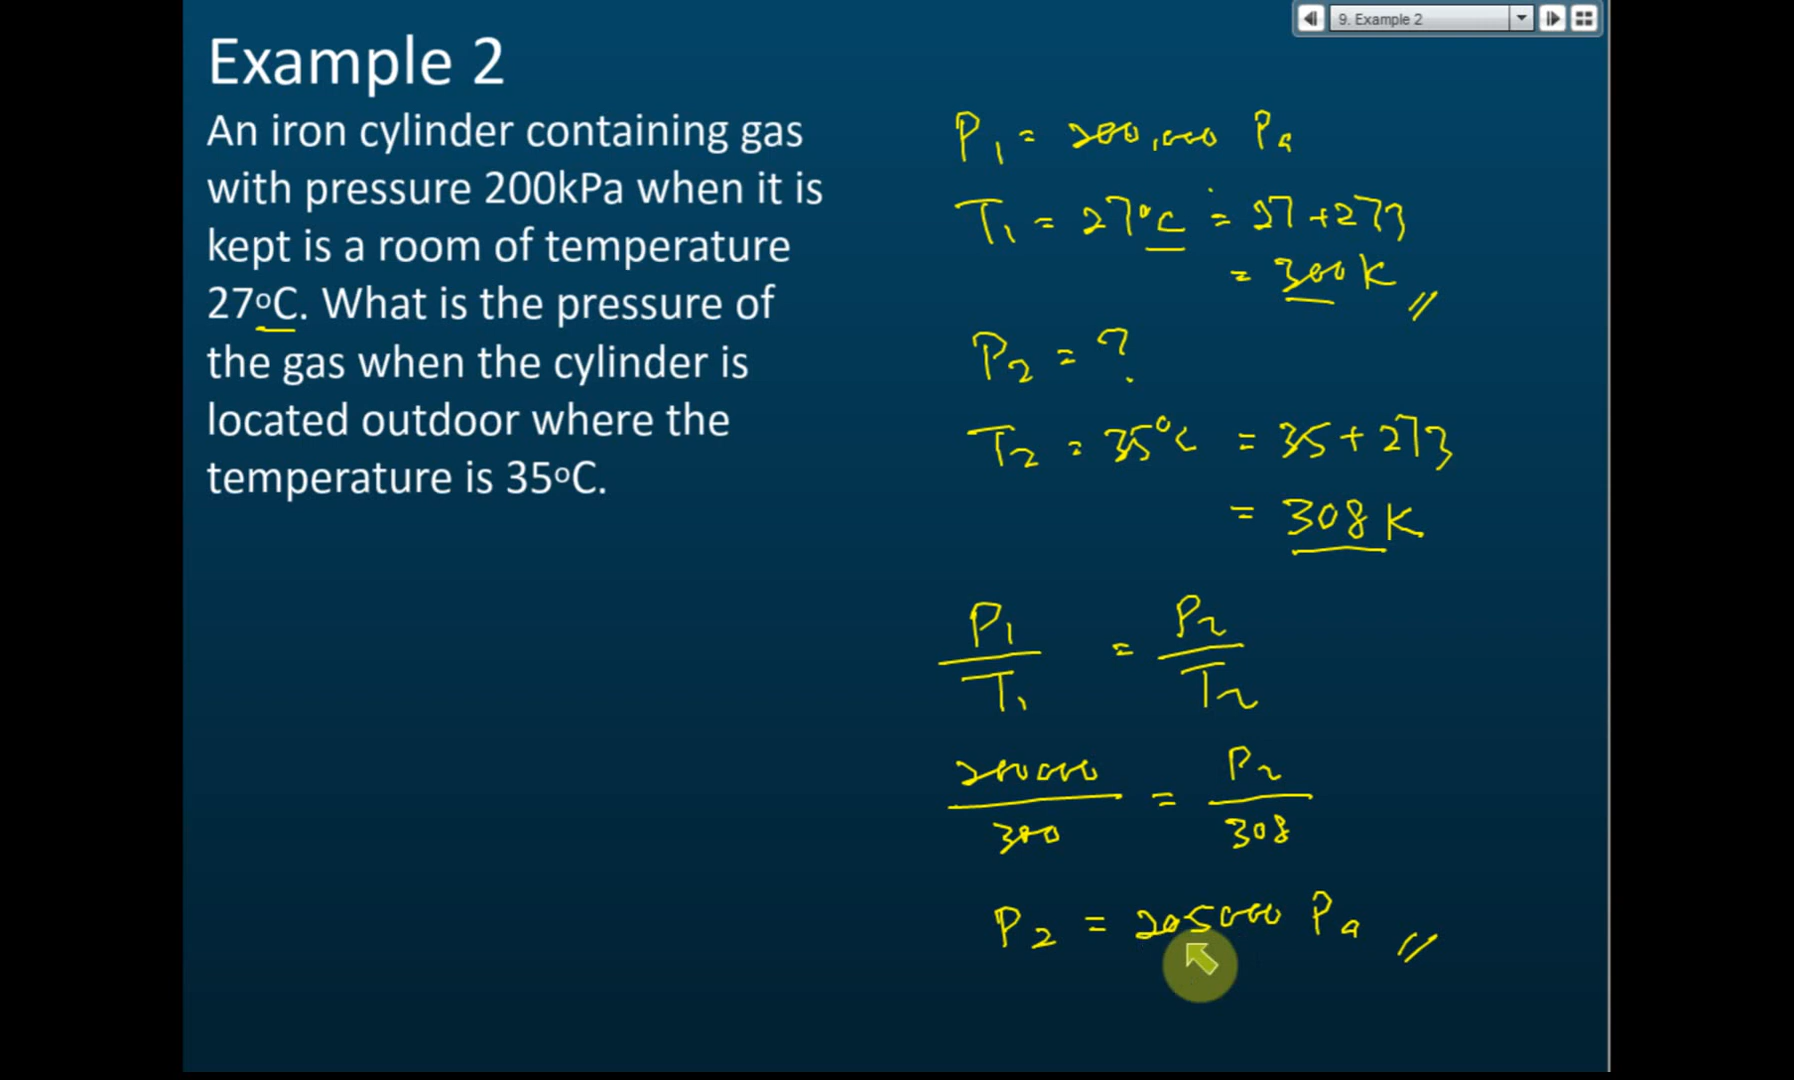 9. Example 2
Example 2
An iron cylinder containing gas
with pressure 200kPa when it is
kept is a room of temperature
27°C. What is the pressure of
the gas when the cylinder is
located outdoor where the
temperature is 35°C.
P₁ = 200,000 Pa
T₁ = 27°C = 27 + 273
= 300 K //
P₂ = ?
T₂ = 35°C = 35 + 273
= 308 K
P₁/T₁ = P₂/T₂
200000/300 = P₂/308
P₂ = 205000 Pa //